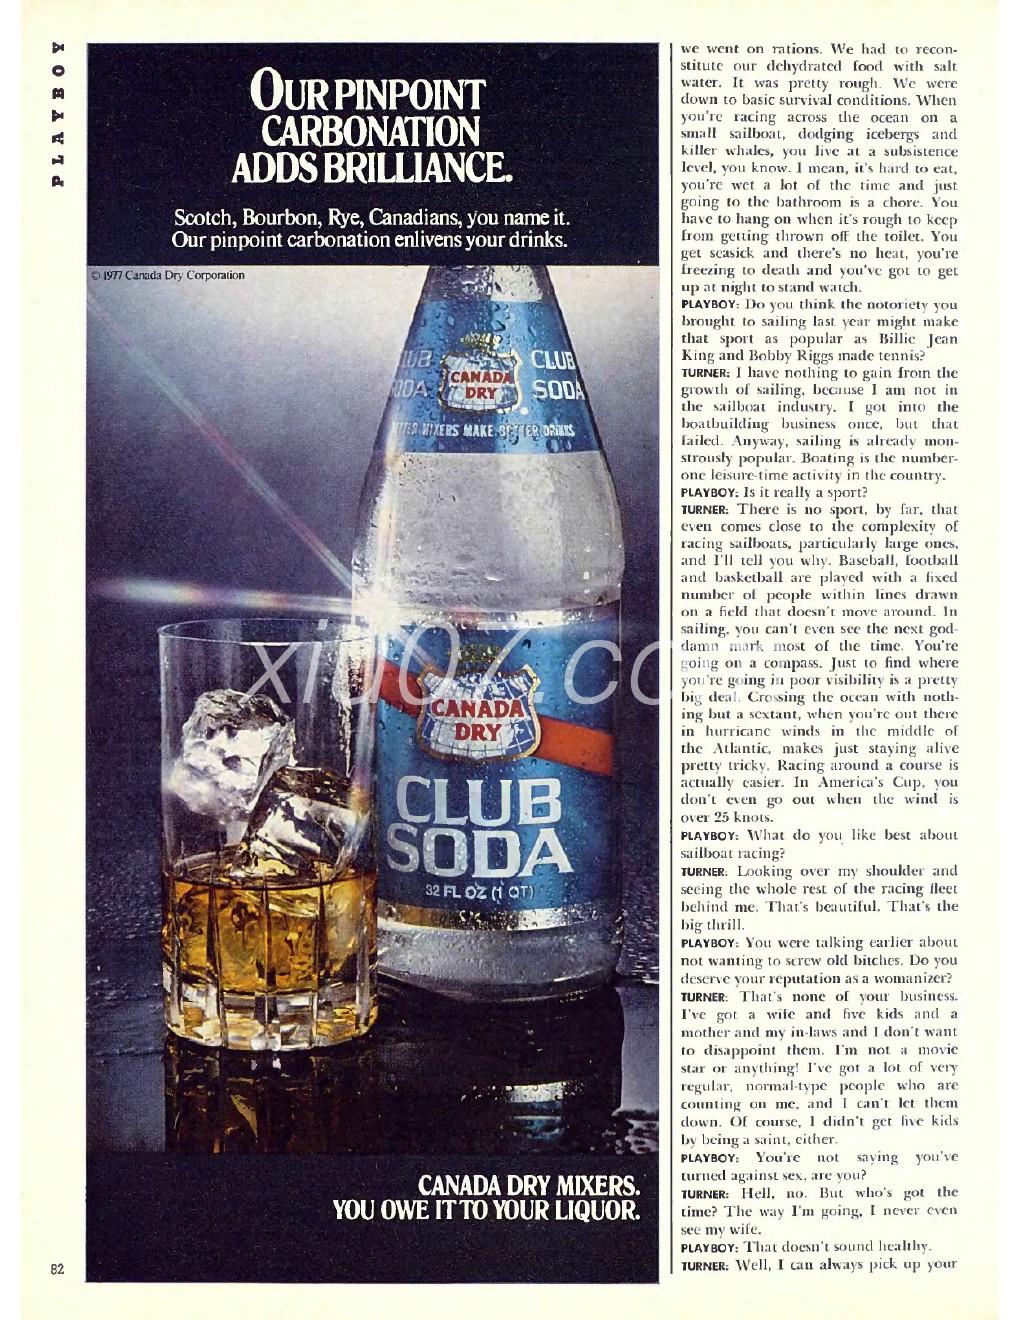 PLAYBOY
OUR PINPOINT
CARBONATION
ADDS BRILLIANCE.
Scotch, Bourbon, Rye, Canadians, you name it.
Our pinpoint carbonation enlivens your drinks.
© 1977 Canada Dry Corporation
CLUB
SODA
CANADA
DRY
MIXERS MAKE BETTER DRINKS
CANADA
DRY
CLUB
SODA
32 FL OZ (1 QT)
CANADA DRY MIXERS.
YOU OWE IT TO YOUR LIQUOR.
82
we went on rations. We had to recon-
stitute our dehydrated food with salt
water. It was pretty rough. We were
down to basic survival conditions. When
you're racing across the ocean on a
small sailboat, dodging icebergs and
killer whales, you live at a subsistence
level, you know. I mean, it's hard to eat,
you're wet a lot of the time and just
going to the bathroom is a chore. You
have to hang on when it's rough to keep
from getting thrown off the toilet. You
get seasick and there's no heat, you're
freezing to death and you've got to get
up at night to stand watch.
PLAYBOY: Do you think the notoriety you
brought to sailing last year might make
that sport as popular as Billie Jean
King and Bobby Riggs made tennis?
TURNER: I have nothing to gain from the
growth of sailing, because I am not in
the sailboat industry. I got into the
boatbuilding business once, but that
failed. Anyway, sailing is already mon-
strously popular. Boating is the number-
one leisure-time activity in the country.
PLAYBOY: Is it really a sport?
TURNER: There is no sport, by far, that
even comes close to the complexity of
racing sailboats, particularly large ones,
and I'll tell you why. Baseball, football
and basketball are played with a fixed
number of people within lines drawn
on a field that doesn't move around. In
sailing, you can't even see the next god-
damn mark most of the time. You're
going on a compass. Just to find where
you're going in poor visibility is a pretty
big deal. Crossing the ocean with noth-
ing but a sextant, when you're out there
in hurricane winds in the middle of
the Atlantic, makes just staying alive
pretty tricky. Racing around a course is
actually easier. In America's Cup, you
don't even go out when the wind is
over 25 knots.
PLAYBOY: What do you like best about
sailboat racing?
TURNER: Looking over my shoulder and
seeing the whole rest of the racing fleet
behind me. That's beautiful. That's the
big thrill.
PLAYBOY: You were talking earlier about
not wanting to screw old bitches. Do you
deserve your reputation as a womanizer?
TURNER: That's none of your business.
I've got a wife and five kids and a
mother and my in-laws and I don't want
to disappoint them. I'm not a movie
star or anything! I've got a lot of very
regular, normal-type people who are
counting on me, and I can't let them
down. Of course, I didn't get five kids
by being a saint, either.
PLAYBOY: You're not saying you've
turned against sex, are you?
TURNER: Hell, no. But who's got the
time? The way I'm going, I never even
see my wife.
PLAYBOY: That doesn't sound healthy.
TURNER: Well, I can always pick up your